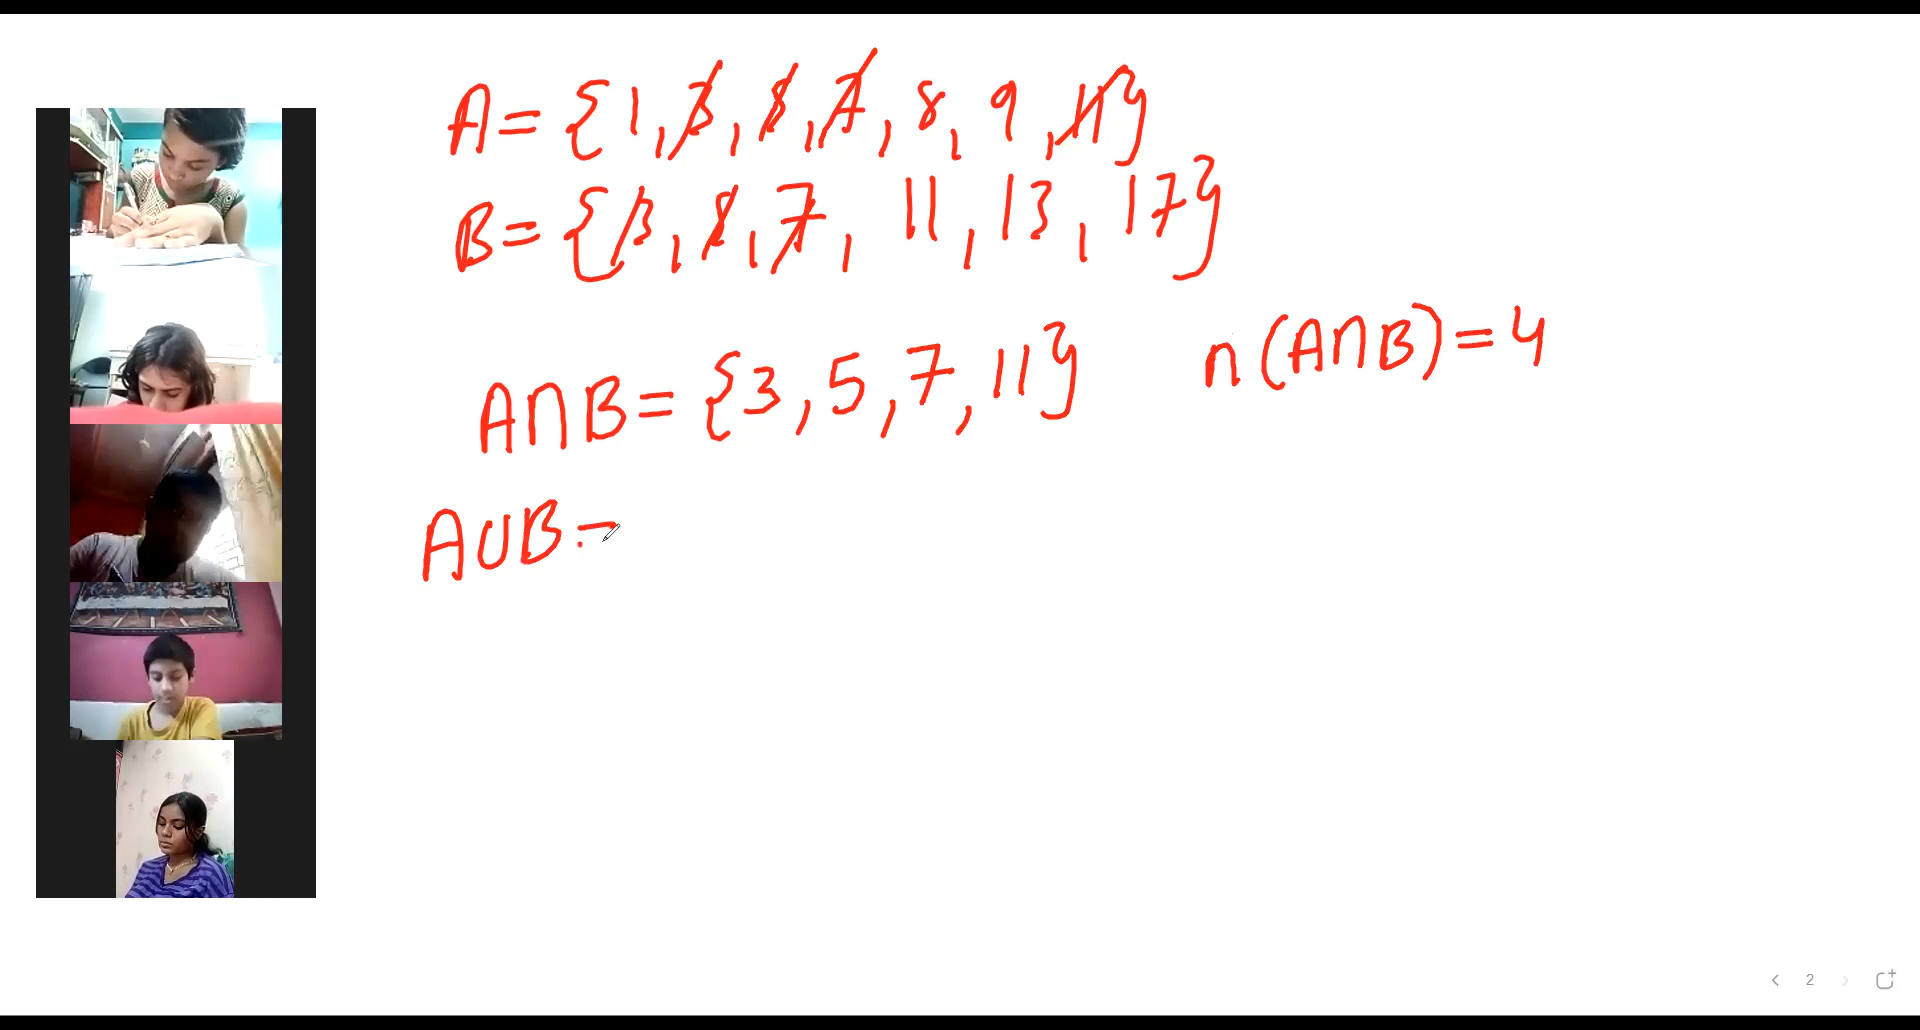 A = {1, 3, 5, 7, 8, 9, 11}
B = {3, 5, 7, 11, 13, 17}
A∩B = {3, 5, 7, 11} n(A∩B) = 4
A∪B =
2